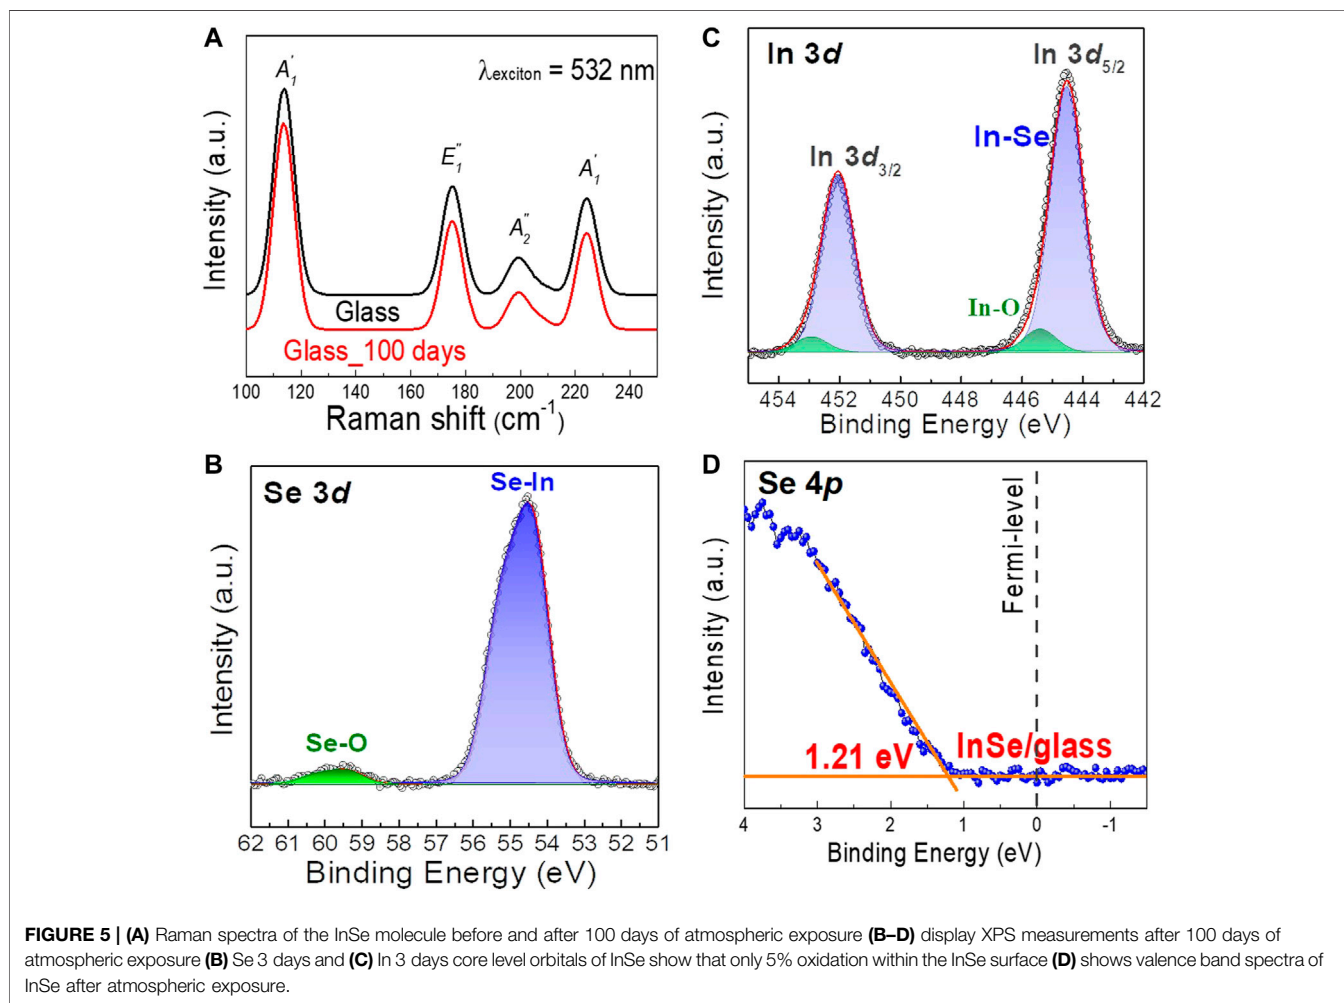 A
A'1
E"1
A"2
A'1
λexciton = 532 nm
Glass
Glass_100 days
Intensity (a.u.)
100 120 140 160 180 200 220 240
Raman shift (cm-1)
C
In 3d
In 3d5/2
In-Se
In 3d3/2
In-O
Intensity (a.u.)
454 452 450 448 446 444 442
Binding Energy (eV)
B
Se 3d
Se-In
Se-O
Intensity (a.u.)
62 61 60 59 58 57 56 55 54 53 52 51
Binding Energy (eV)
D
Se 4p
Fermi-level
1.21 eV
InSe/glass
Intensity (a.u.)
4 3 2 1 0 -1
Binding Energy (eV)
FIGURE 5 | (A) Raman spectra of the InSe molecule before and after 100 days of atmospheric exposure (B–D) display XPS measurements after 100 days of
atmospheric exposure (B) Se 3 days and (C) In 3 days core level orbitals of InSe show that only 5% oxidation within the InSe surface (D) shows valence band spectra of
InSe after atmospheric exposure.